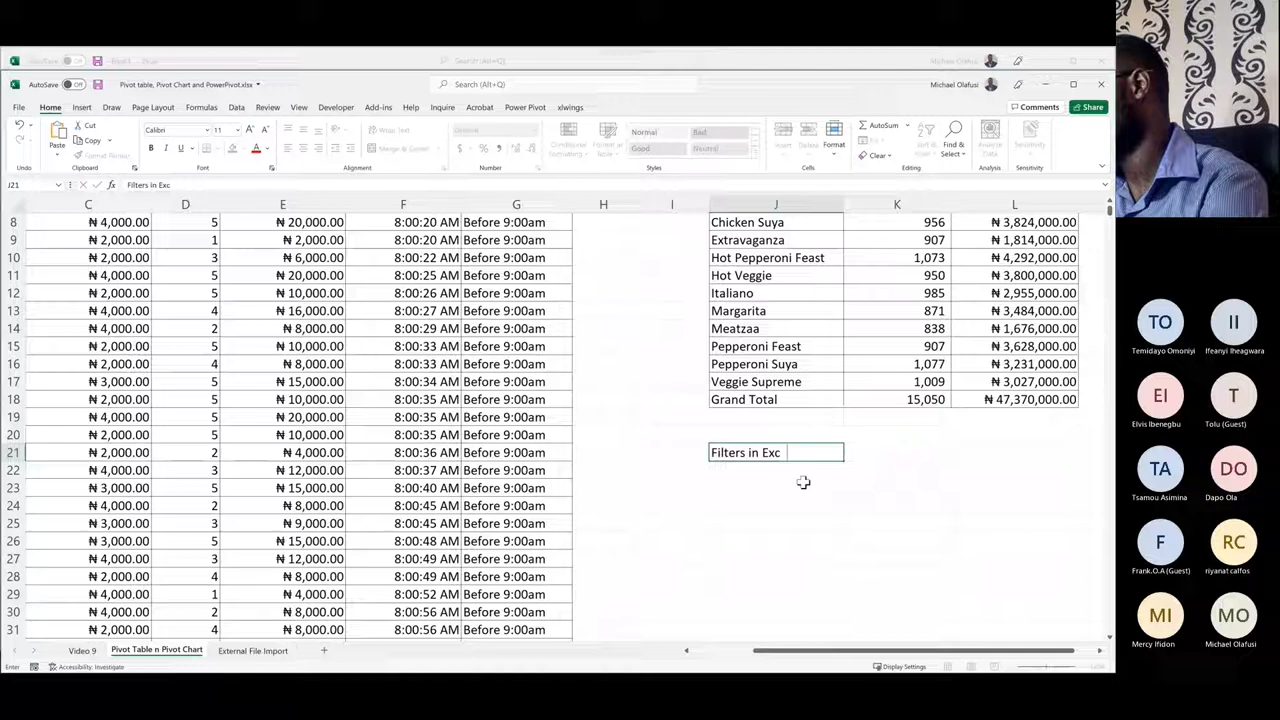 AutoSave
Off
Search (Alt+Q)
AutoSave
Off
Pivot table, Pivot Chart and PowerPivot.xlsx
Search (Alt+Q)
Michael Olafusi
File Home Insert Draw Page Layout Formulas Data Review View Developer Add-ins Help Inquire Acrobat Power Pivot xlwings
Comments
Share
Paste
Cut
Copy
Format Painter
Calibri 11
Wrap Text
Merge & Center
General
Conditional Formatting
Format as Table
Normal Bad
Good Neutral
Insert Delete Format
AutoSum
Clear
Sort & Filter
Find & Select
Analyze Data
Sensitivity
Undo Clipboard Font Alignment Number Styles Cells Editing Analysis Sensitivity
J21 fx Filters in Exc
C D E F G H I J K L
8 ₦ 4,000.00 5 ₦ 20,000.00 8:00:20 AM Before 9:00am Chicken Suya 956 ₦ 3,824,000.00
9 ₦ 2,000.00 1 ₦ 2,000.00 8:00:20 AM Before 9:00am Extravaganza 907 ₦ 1,814,000.00
10 ₦ 2,000.00 3 ₦ 6,000.00 8:00:22 AM Before 9:00am Hot Pepperoni Feast 1,073 ₦ 4,292,000.00
11 ₦ 4,000.00 5 ₦ 20,000.00 8:00:25 AM Before 9:00am Hot Veggie 950 ₦ 3,800,000.00
12 ₦ 2,000.00 5 ₦ 10,000.00 8:00:26 AM Before 9:00am Italiano 985 ₦ 2,955,000.00
13 ₦ 4,000.00 4 ₦ 16,000.00 8:00:27 AM Before 9:00am Margarita 871 ₦ 3,484,000.00
14 ₦ 4,000.00 2 ₦ 8,000.00 8:00:29 AM Before 9:00am Meatzaa 838 ₦ 1,676,000.00
15 ₦ 2,000.00 5 ₦ 10,000.00 8:00:33 AM Before 9:00am Pepperoni Feast 907 ₦ 3,628,000.00
16 ₦ 2,000.00 4 ₦ 8,000.00 8:00:33 AM Before 9:00am Pepperoni Suya 1,077 ₦ 3,231,000.00
17 ₦ 3,000.00 5 ₦ 15,000.00 8:00:34 AM Before 9:00am Veggie Supreme 1,009 ₦ 3,027,000.00
18 ₦ 2,000.00 5 ₦ 10,000.00 8:00:35 AM Before 9:00am Grand Total 15,050 ₦ 47,370,000.00
19 ₦ 4,000.00 5 ₦ 20,000.00 8:00:35 AM Before 9:00am
20 ₦ 2,000.00 5 ₦ 10,000.00 8:00:35 AM Before 9:00am
21 ₦ 2,000.00 2 ₦ 4,000.00 8:00:36 AM Before 9:00am Filters in Exc
22 ₦ 4,000.00 3 ₦ 12,000.00 8:00:37 AM Before 9:00am
23 ₦ 3,000.00 5 ₦ 15,000.00 8:00:40 AM Before 9:00am
24 ₦ 4,000.00 2 ₦ 8,000.00 8:00:45 AM Before 9:00am
25 ₦ 3,000.00 3 ₦ 9,000.00 8:00:45 AM Before 9:00am
26 ₦ 3,000.00 5 ₦ 15,000.00 8:00:48 AM Before 9:00am
27 ₦ 4,000.00 3 ₦ 12,000.00 8:00:49 AM Before 9:00am
28 ₦ 2,000.00 4 ₦ 8,000.00 8:00:49 AM Before 9:00am
29 ₦ 4,000.00 1 ₦ 4,000.00 8:00:52 AM Before 9:00am
30 ₦ 4,000.00 2 ₦ 8,000.00 8:00:56 AM Before 9:00am
31 ₦ 2,000.00 4 ₦ 8,000.00 8:00:56 AM Before 9:00am
Video 9 Pivot Table n Pivot Chart External File Import
Enter Accessibility: Investigate Display Settings
TO II
Temidayo Omoniyi Ifeanyi Iheagwara
EI T
Elvis Ibenegbu Tolu (Guest)
TA DO
Tsamou Asimina Dapo Ola
F RC
Frank.O.A (Guest) riyanat calfos
MI MO
Mercy Ifidon Michael Olafusi